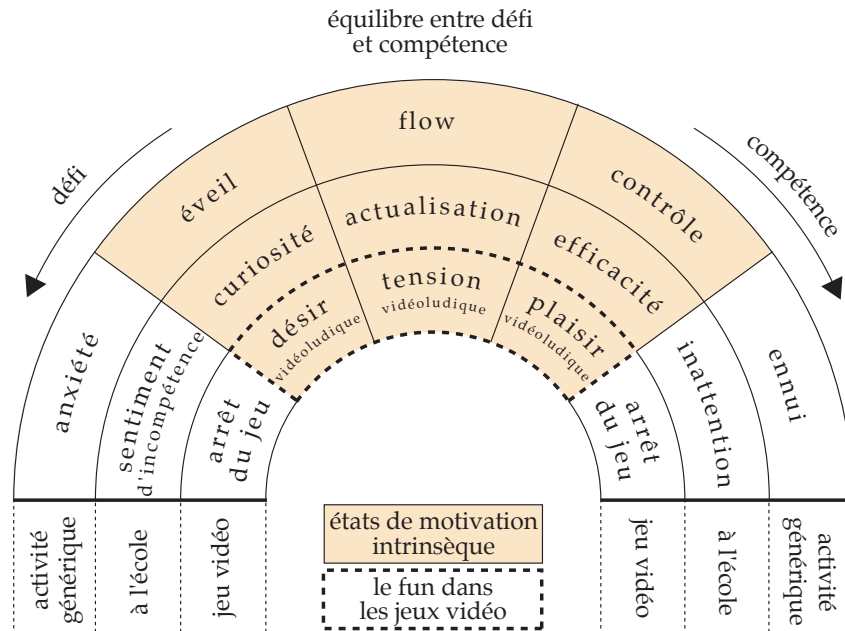 équilibre entre défi
et compétence
défi
compétence
éveil
flow
contrôle
curiosité
actualisation
efficacité
désir
vidéoludique
tension
vidéoludique
plaisir
vidéoludique
anxiété
sentiment
d'incompétence
arrêt
du jeu
arrêt
du jeu
inattention
ennui
activité
générique
à l'école
jeu vidéo
états de motivation
intrinsèque
le fun dans
les jeux vidéo
jeu vidéo
à l'école
activité
générique